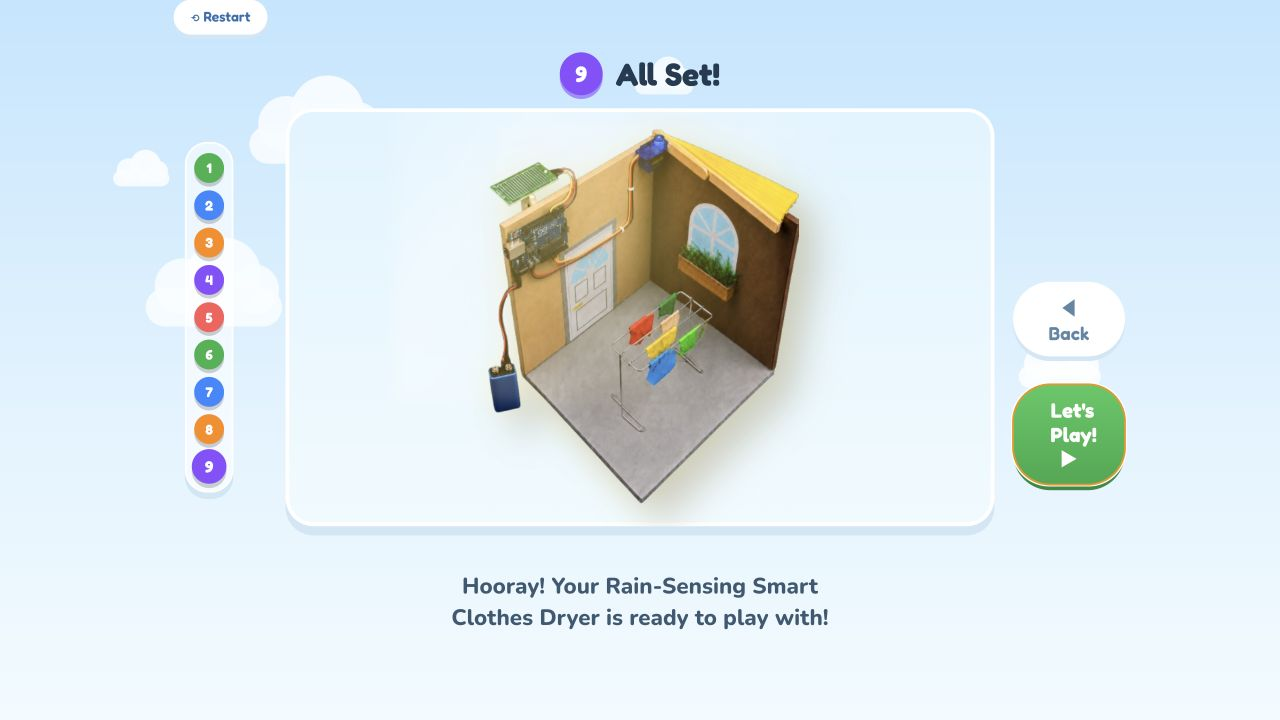 ⟲ Restart
9 All Set!
1
2
3
4
5
6
7
8
9
◀
Back
Let's
Play!
▶
Hooray! Your Rain-Sensing Smart
Clothes Dryer is ready to play with!